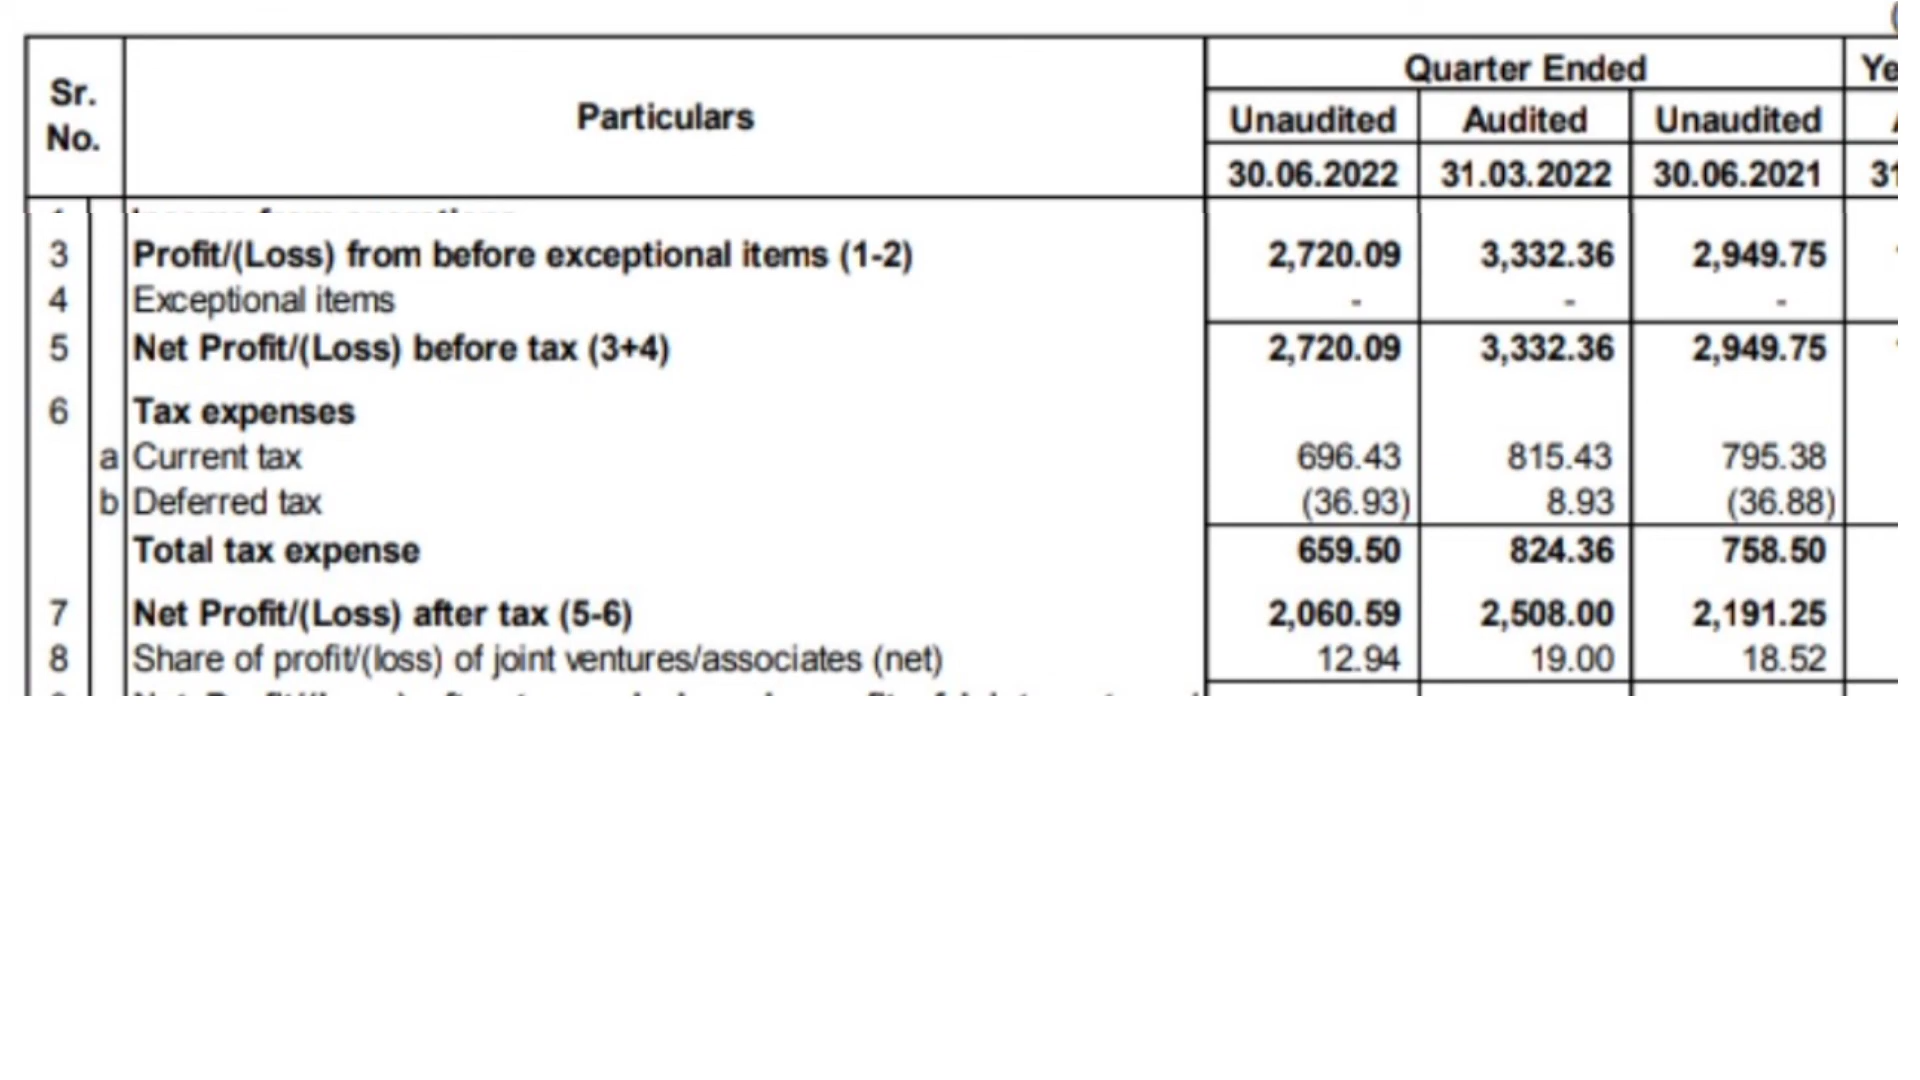 Sr. No. Particulars Quarter Ended Ye
Unaudited Audited Unaudited
30.06.2022 31.03.2022 30.06.2021 31
3 Profit/(Loss) from before exceptional items (1-2) 2,720.09 3,332.36 2,949.75
4 Exceptional items - - -
5 Net Profit/(Loss) before tax (3+4) 2,720.09 3,332.36 2,949.75
6 Tax expenses
a Current tax 696.43 815.43 795.38
b Deferred tax (36.93) 8.93 (36.88)
Total tax expense 659.50 824.36 758.50
7 Net Profit/(Loss) after tax (5-6) 2,060.59 2,508.00 2,191.25
8 Share of profit/(loss) of joint ventures/associates (net) 12.94 19.00 18.52